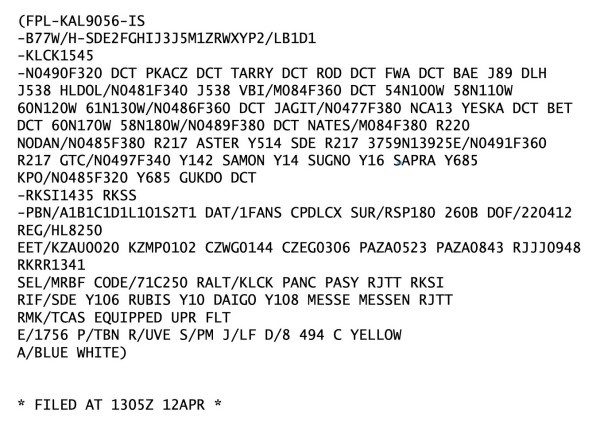 (FPL-KAL9056-IS
-B77W/H-SDE2FGHIJ3J5M1ZRWXYP2/LB1D1
-KLCK1545
-N0490F320 DCT PKACZ DCT TARRY DCT ROD DCT FWA DCT BAE J89 DLH
J538 HLDOL/N0481F340 J538 VBI/M084F360 DCT 54N100W 58N110W
60N120W 61N130W/N0486F360 DCT JAGIT/N0477F380 NCA13 YESKA DCT BET
DCT 60N170W 58N180W/N0489F380 DCT NATES/M084F380 R220
NODAN/N0485F380 R217 ASTER Y514 SDE R217 3759N13925E/N0491F360
R217 GTC/N0497F340 Y142 SAMON Y14 SUGNO Y16 SAPRA Y685
KPO/N0485F320 Y685 GUKDO DCT
-RKSI1435 RKSS
-PBN/A1B1C1D1L1O1S2T1 DAT/1FANS CPDLCX SUR/RSP180 260B DOF/220412
REG/HL8250
EET/KZAU0020 KZMP0102 CZWG0144 CZEG0306 PAZA0523 PAZA0843 RJJJ0948
RKRR1341
SEL/MRBF CODE/71C250 RALT/KLCK PANC PASY RJTT RKSI
RIF/SDE Y106 RUBIS Y10 DAIGO Y108 MESSE MESSEN RJTT
RMK/TCAS EQUIPPED UPR FLT
E/1756 P/TBN R/UVE S/PM J/LF D/8 494 C YELLOW
A/BLUE WHITE)
* FILED AT 1305Z 12APR *